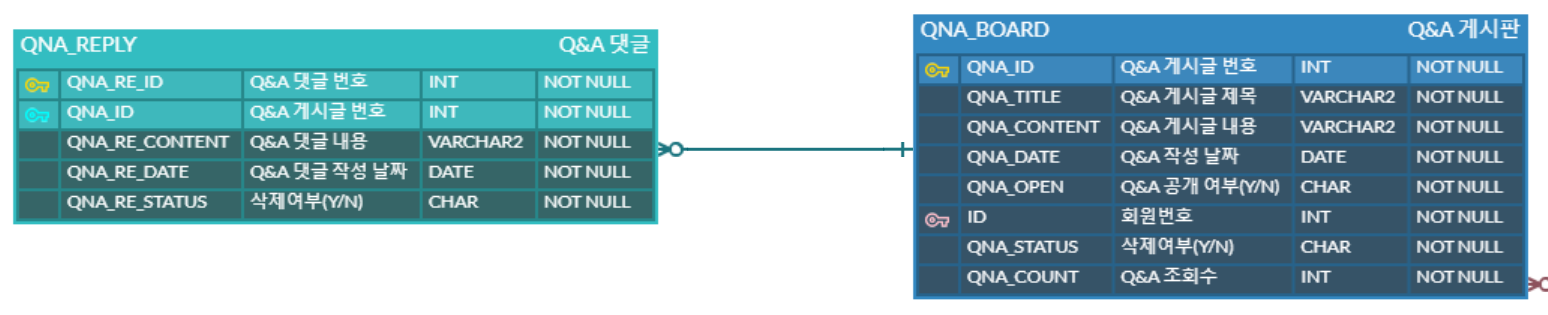 QNA_REPLY Q&A 댓글
QNA_RE_ID Q&A 댓글 번호 INT NOT NULL
QNA_ID Q&A 게시글 번호 INT NOT NULL
QNA_RE_CONTENT Q&A 댓글 내용 VARCHAR2 NOT NULL
QNA_RE_DATE Q&A 댓글 작성 날짜 DATE NOT NULL
QNA_RE_STATUS 삭제여부(Y/N) CHAR NOT NULL
QNA_BOARD Q&A 게시판
QNA_ID Q&A 게시글 번호 INT NOT NULL
QNA_TITLE Q&A 게시글 제목 VARCHAR2 NOT NULL
QNA_CONTENT Q&A 게시글 내용 VARCHAR2 NOT NULL
QNA_DATE Q&A 작성 날짜 DATE NOT NULL
QNA_OPEN Q&A 공개 여부(Y/N) CHAR NOT NULL
ID 회원번호 INT NOT NULL
QNA_STATUS 삭제여부(Y/N) CHAR NOT NULL
QNA_COUNT Q&A 조회수 INT NOT NULL